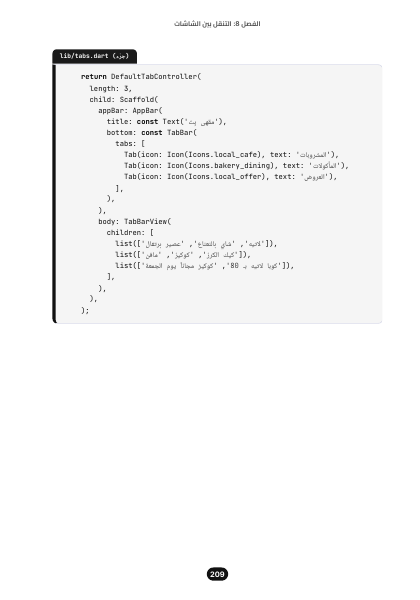 الفصل 8: التنقل بين الشاشات
lib/tabs.dart (جزء)
return DefaultTabController(
length: 3,
child: Scaffold(
appBar: AppBar(
title: const Text('مقهى بت'),
bottom: const TabBar(
tabs: [
Tab(icon: Icon(Icons.local_cafe), text: 'المشروبات'),
Tab(icon: Icon(Icons.bakery_dining), text: 'المأكولات'),
Tab(icon: Icon(Icons.local_offer), text: 'العروض'),
],
),
),
body: TabBarView(
children: [
list(['لاتيه', 'شاي بالنعناع', 'عصير برتقال']),
list(['كيك الكرز', 'كوكيز', 'مافن']),
list(['كوبا لاتيه بـ 80', 'كوكيز مجاناً يوم الجمعة']),
],
),
),
);
209